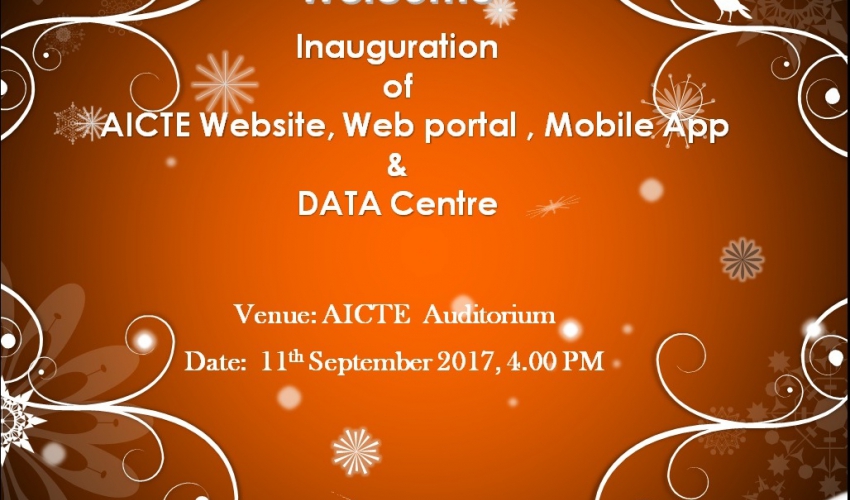 Welcome
Inauguration
of
AICTE Website, Web portal , Mobile App
&
DATA Centre
Venue: AICTE Auditorium
Date: 11th September 2017, 4.00 PM